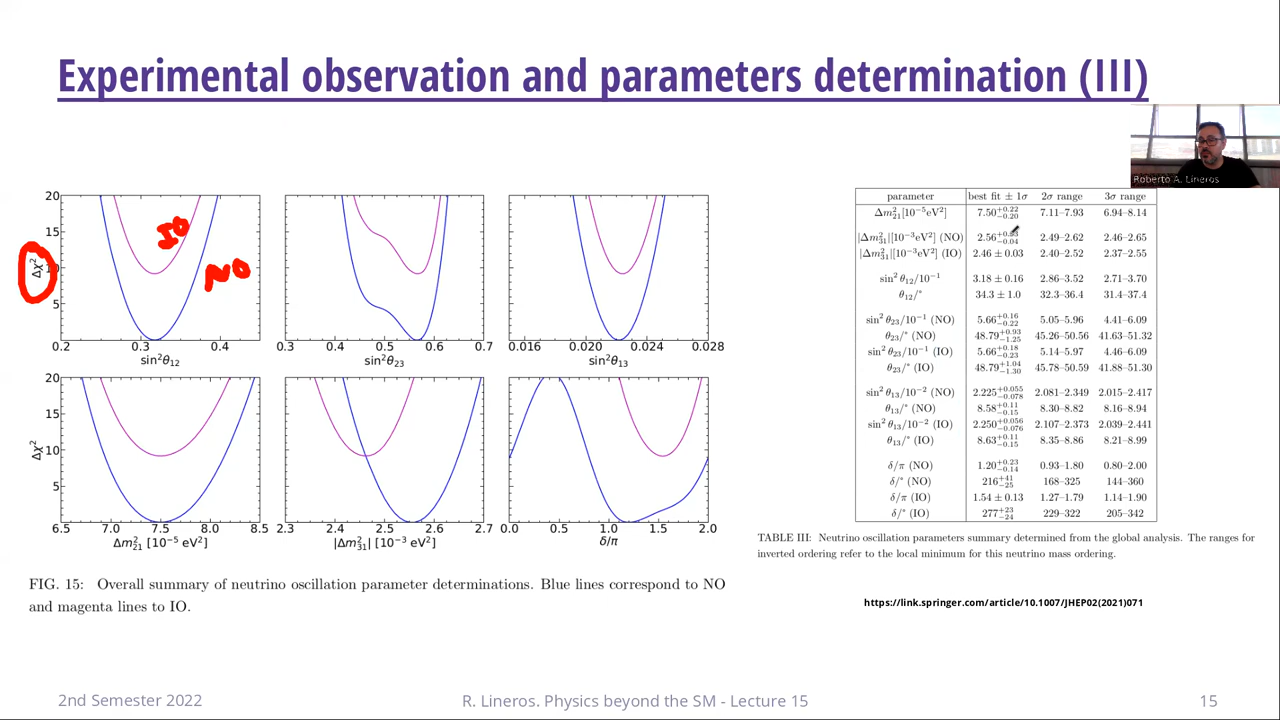 Experimental observation and parameters determination (III)
Roberto A. Lineros
20
15
10
5
Δχ²
IO
NO
0.2 0.3 0.4
sin²θ₁₂
0.3 0.4 0.5 0.6 0.7
sin²θ₂₃
0.016 0.020 0.024 0.028
sin²θ₁₃
20
15
10
5
Δχ²
6.5 7.0 7.5 8.0 8.5
Δm²₂₁ [10⁻⁵ eV²]
2.3 2.4 2.5 2.6 2.7
|Δm²₃₁| [10⁻³ eV²]
0.0 0.5 1.0 1.5 2.0
δ/π
FIG. 15: Overall summary of neutrino oscillation parameter determinations. Blue lines correspond to NO
and magenta lines to IO.
parameter best fit ± 1σ 2σ range 3σ range
Δm²₂₁[10⁻⁵eV²] 7.50+0.22−0.20 7.11–7.93 6.94–8.14
|Δm²₃₁|[10⁻³eV²] (NO) 2.56 −0.04 2.49–2.62 2.46–2.65
|Δm²₃₁|[10⁻³eV²] (IO) 2.46 ± 0.03 2.40–2.52 2.37–2.55
sin²θ₁₂/10⁻¹ 3.18 ± 0.16 2.86–3.52 2.71–3.70
θ₁₂/° 34.3 ± 1.0 32.3–36.4 31.4–37.4
sin²θ₂₃/10⁻¹ (NO) 5.66+0.16−0.22 5.05–5.96 4.41–6.09
θ₂₃/° (NO) 48.79+0.93−1.25 45.26–50.56 41.63–51.32
sin²θ₂₃/10⁻¹ (IO) 5.66+0.18−0.23 5.14–5.97 4.46–6.09
θ₂₃/° (IO) 48.79+1.04−1.30 45.78–50.59 41.88–51.30
sin²θ₁₃/10⁻² (NO) 2.225+0.055−0.078 2.081–2.349 2.015–2.417
θ₁₃/° (NO) 8.58+0.11−0.15 8.30–8.82 8.16–8.94
sin²θ₁₃/10⁻² (IO) 2.250+0.056−0.076 2.107–2.373 2.039–2.441
θ₁₃/° (IO) 8.63+0.11−0.15 8.35–8.86 8.21–8.99
δ/π (NO) 1.20+0.23−0.14 0.93–1.80 0.80–2.00
δ/° (NO) 216+41−25 168–325 144–360
δ/π (IO) 1.54 ± 0.13 1.27–1.79 1.14–1.90
δ/° (IO) 277+23−24 229–322 205–342
TABLE III: Neutrino oscillation parameters summary determined from the global analysis. The ranges for
inverted ordering refer to the local minimum for this neutrino mass ordering.
https://link.springer.com/article/10.1007/JHEP02(2021)071
2nd Semester 2022
R. Lineros. Physics beyond the SM - Lecture 15
15